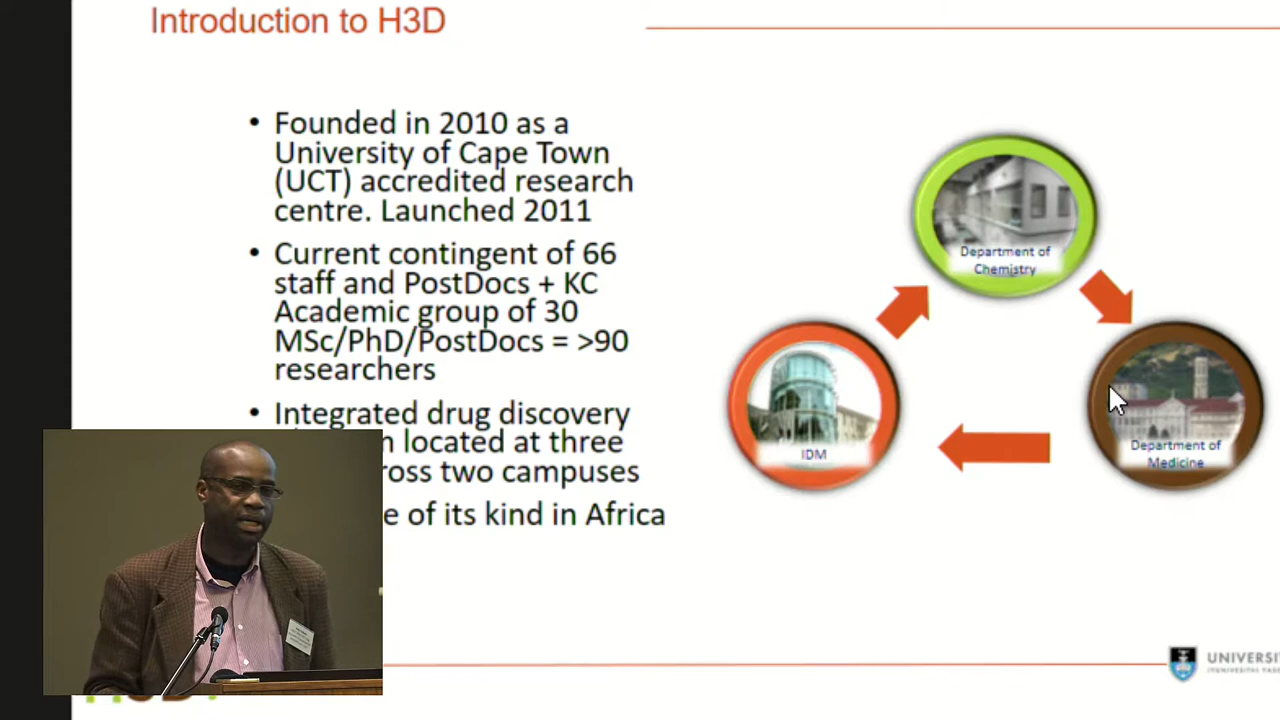 Introduction to H3D
• Founded in 2010 as a
University of Cape Town
(UCT) accredited research
centre. Launched 2011
• Current contingent of 66
staff and PostDocs + KC
Academic group of 30
MSc/PhD/PostDocs = >90
researchers
• Integrated drug discovery
located at three
two campuses
of its kind in Africa
Department of
Chemistry
IDM
Department of
Medicine